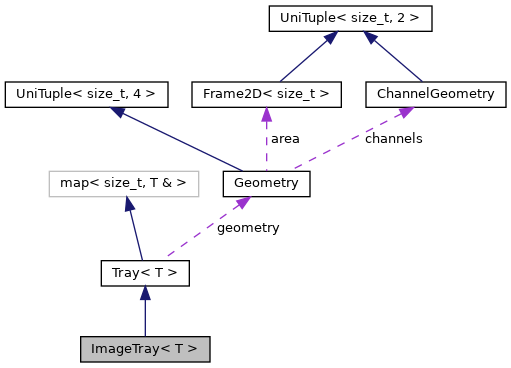 UniTuple< size_t, 2 >
UniTuple< size_t, 4 >
Frame2D< size_t >
ChannelGeometry
area
channels
map< size_t, T & >
Geometry
geometry
Tray< T >
ImageTray< T >